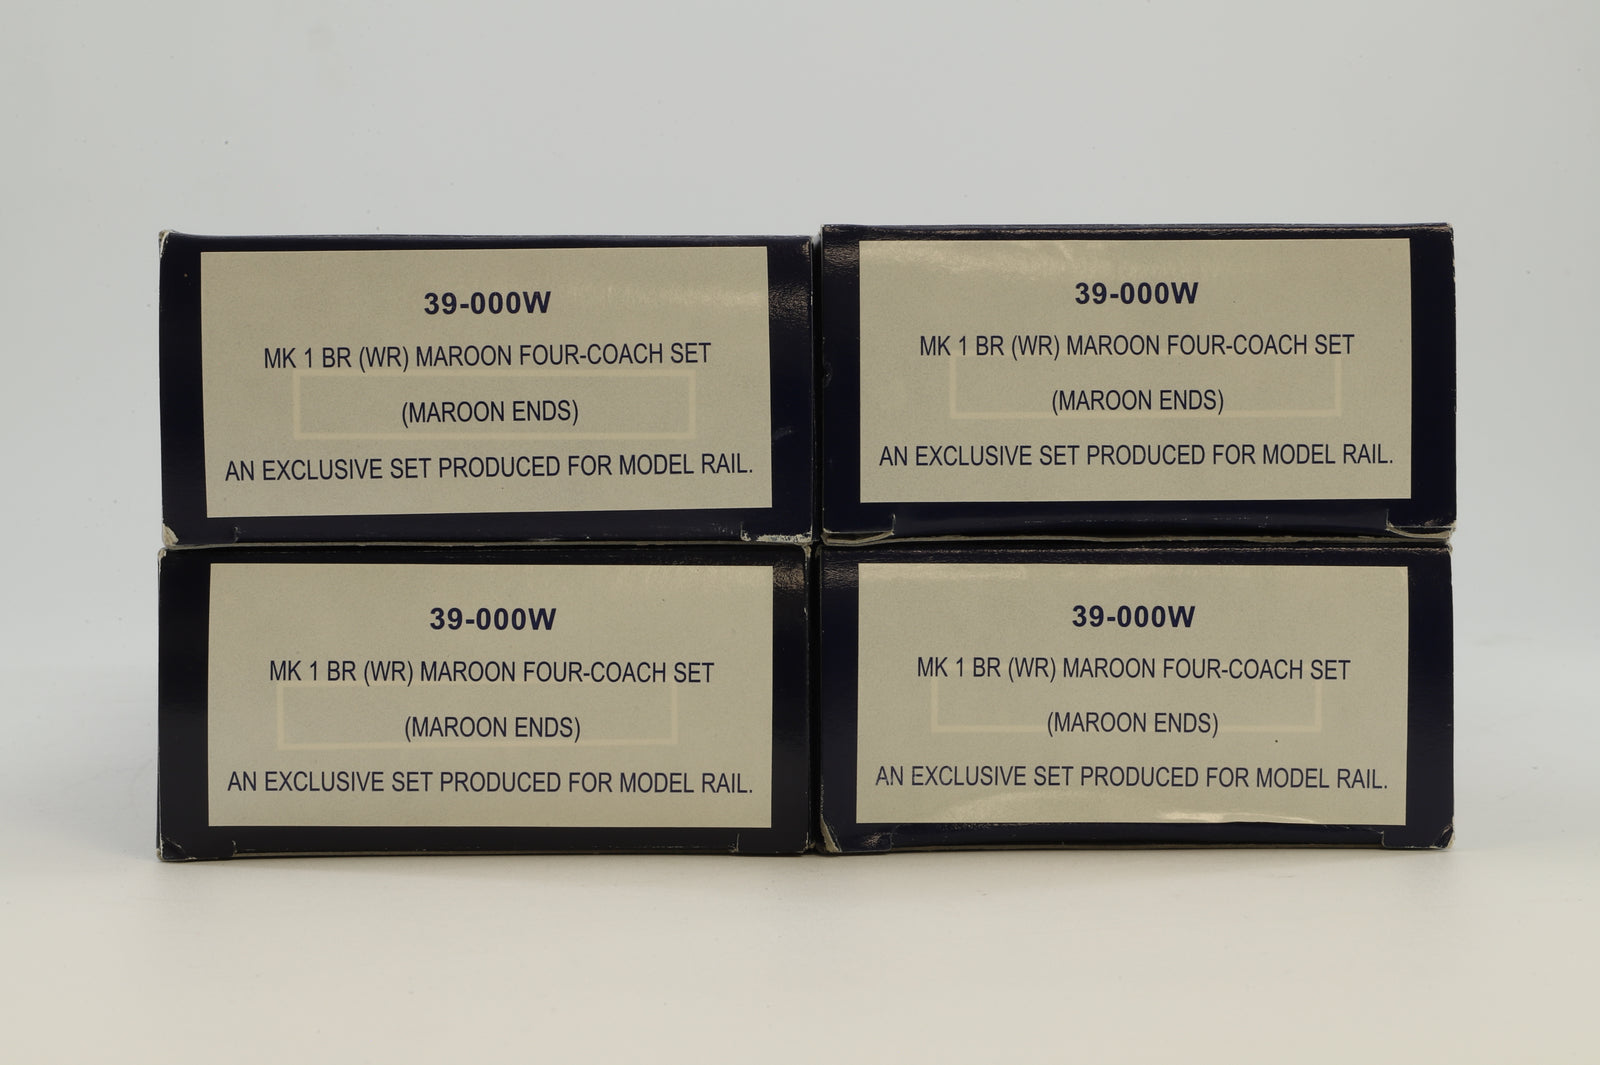 39-000W
MK 1 BR (WR) MAROON FOUR-COACH SET
(MAROON ENDS)
AN EXCLUSIVE SET PRODUCED FOR MODEL RAIL.
39-000W
MK 1 BR (WR) MAROON FOUR-COACH SET
(MAROON ENDS)
AN EXCLUSIVE SET PRODUCED FOR MODEL RAIL.
39-000W
MK 1 BR (WR) MAROON FOUR-COACH SET
(MAROON ENDS)
AN EXCLUSIVE SET PRODUCED FOR MODEL RAIL.
39-000W
MK 1 BR (WR) MAROON FOUR-COACH SET
(MAROON ENDS)
AN EXCLUSIVE SET PRODUCED FOR MODEL RAIL.